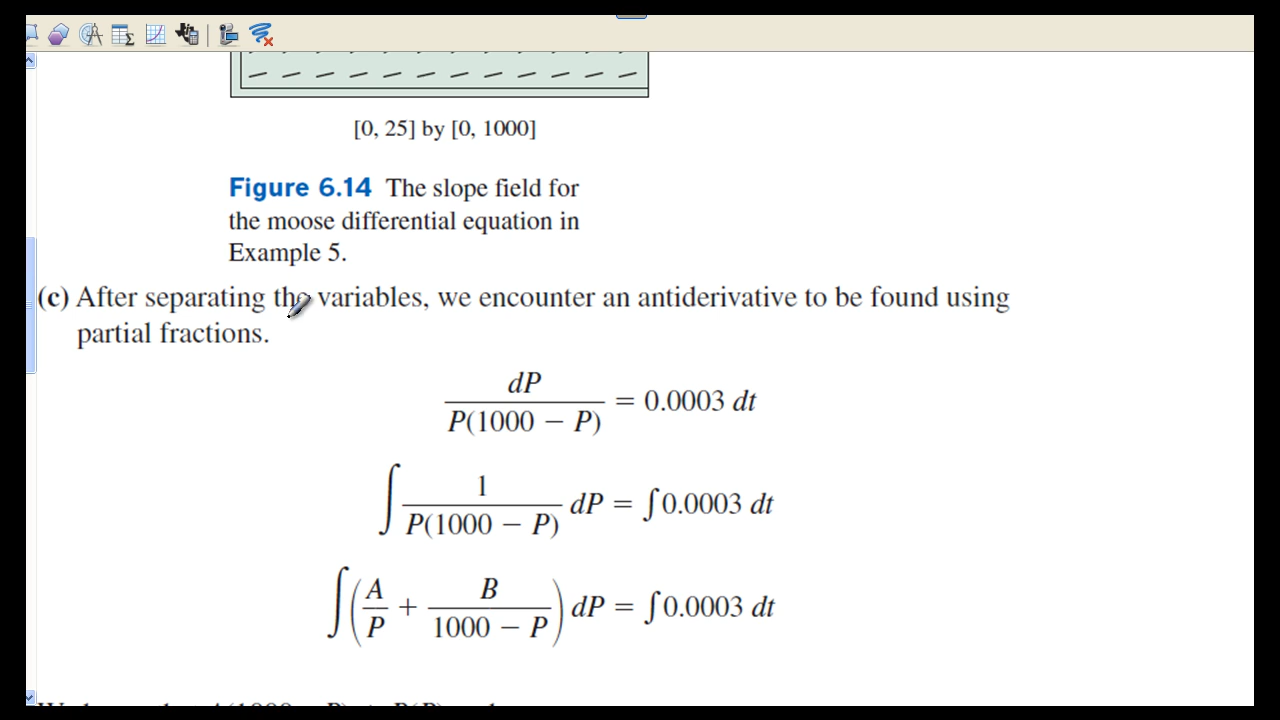 [0, 25] by [0, 1000]
Figure 6.14 The slope field for
the moose differential equation in
Example 5.
(c) After separating the variables, we encounter an antiderivative to be found using
partial fractions.
dP / P(1000 − P) = 0.0003 dt
∫ 1 / P(1000 − P) dP = ∫ 0.0003 dt
∫ (A / P + B / 1000 − P) dP = ∫ 0.0003 dt